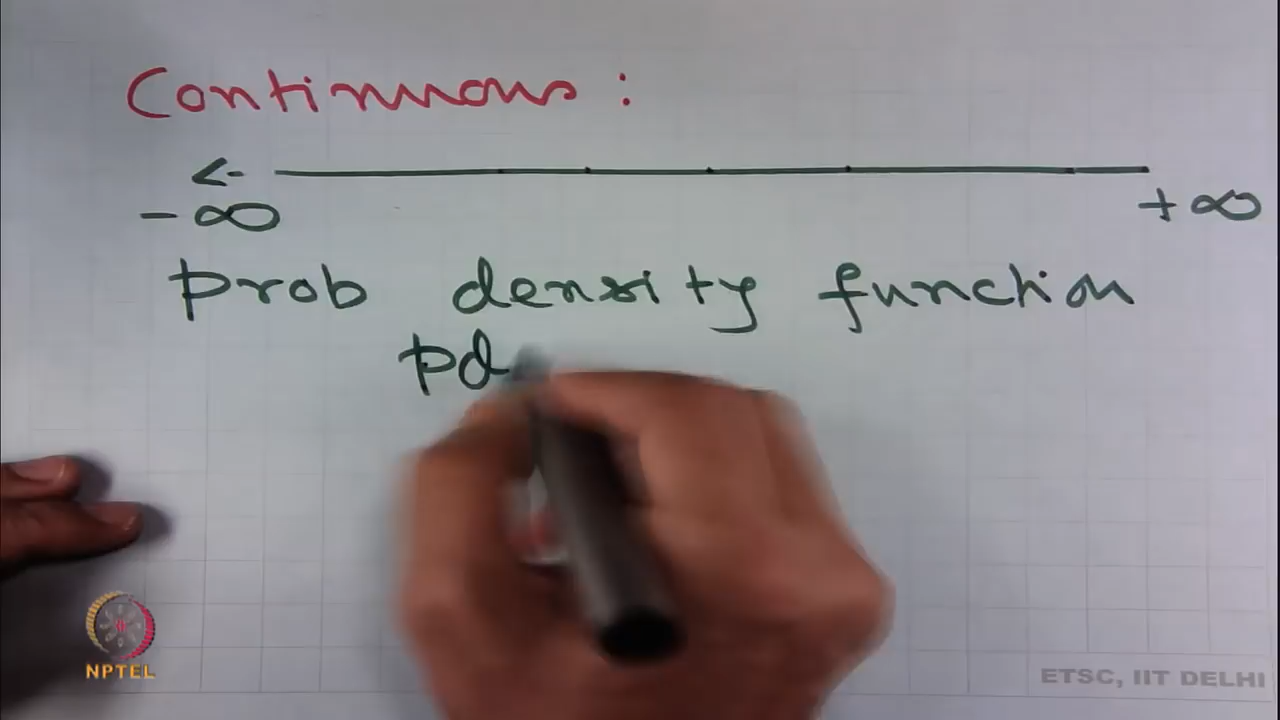 Continuous :
<-
- ∞ + ∞
prob density function
pd
NPTEL
ETSC, IIT DELHI